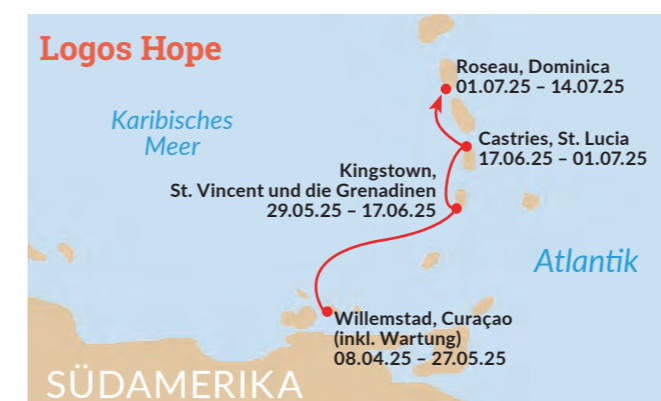 Logos Hope
Karibisches
Meer
Roseau, Dominica
01.07.25 – 14.07.25
Castries, St. Lucia
17.06.25 – 01.07.25
Kingstown,
St. Vincent und die Grenadinen
29.05.25 – 17.06.25
Atlantik
Willemstad, Curaçao
(inkl. Wartung)
08.04.25 – 27.05.25
SÜDAMERIKA